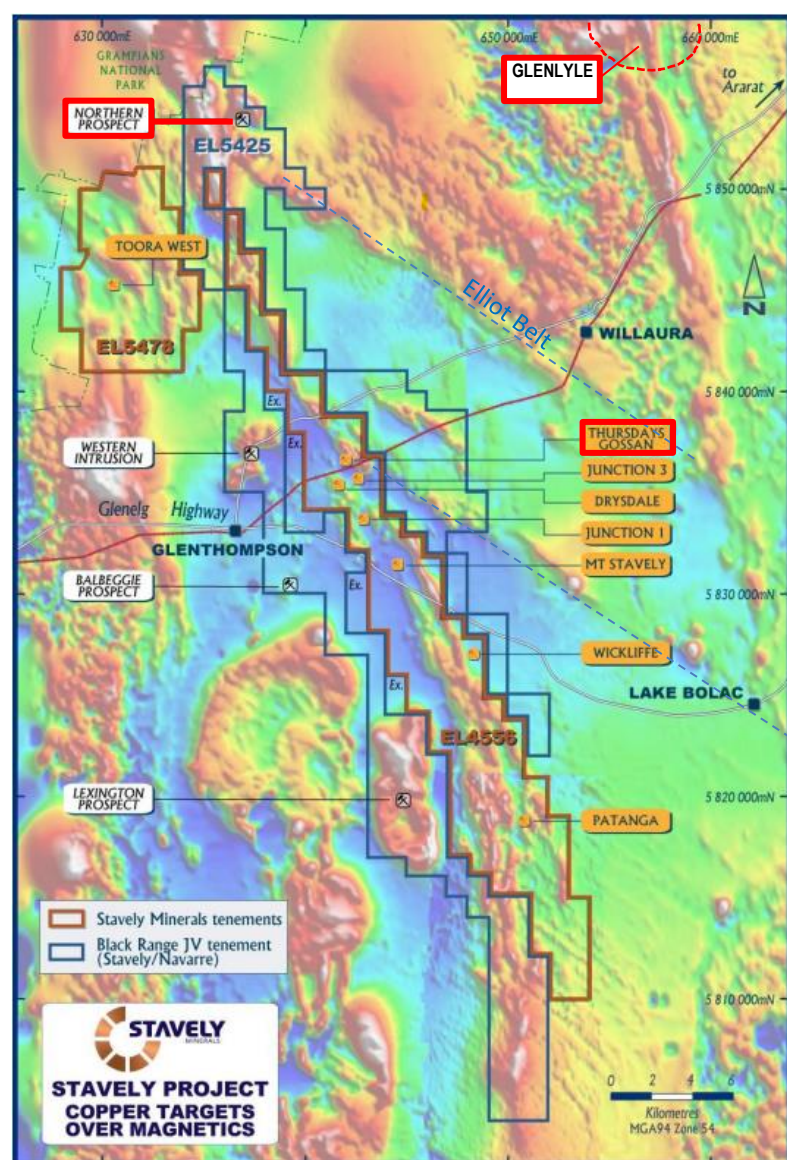 630 000mE
650 000mE
660 000mE
GRAMPIANS
NATIONAL
PARK
GLENLYLE
to
Ararat
NORTHERN
PROSPECT
EL5425
5 850 000mN
TOORA WEST
Elliot Belt
N
WILLAURA
EL5478
5 840 000mN
Ex.
THURSDAYS
GOSSAN
Ex.
WESTERN
INTRUSION
JUNCTION 3
DRYSDALE
Glenelg Highway
JUNCTION 1
GLENTHOMPSON
MT STAVELY
BALBEGGIE
PROSPECT
5 830 000mN
Ex.
WICKLIFFE
Ex.
LAKE BOLAC
EL4556
LEXINGTON
PROSPECT
5 820 000mN
PATANGA
Stavely Minerals tenements
Black Range JV tenement
(Stavely/Navarre)
5 810 000mN
STAVELY
MINERALS
STAVELY PROJECT
COPPER TARGETS
OVER MAGNETICS
0 2 4 6
Kilometres
MGA94 Zone 54